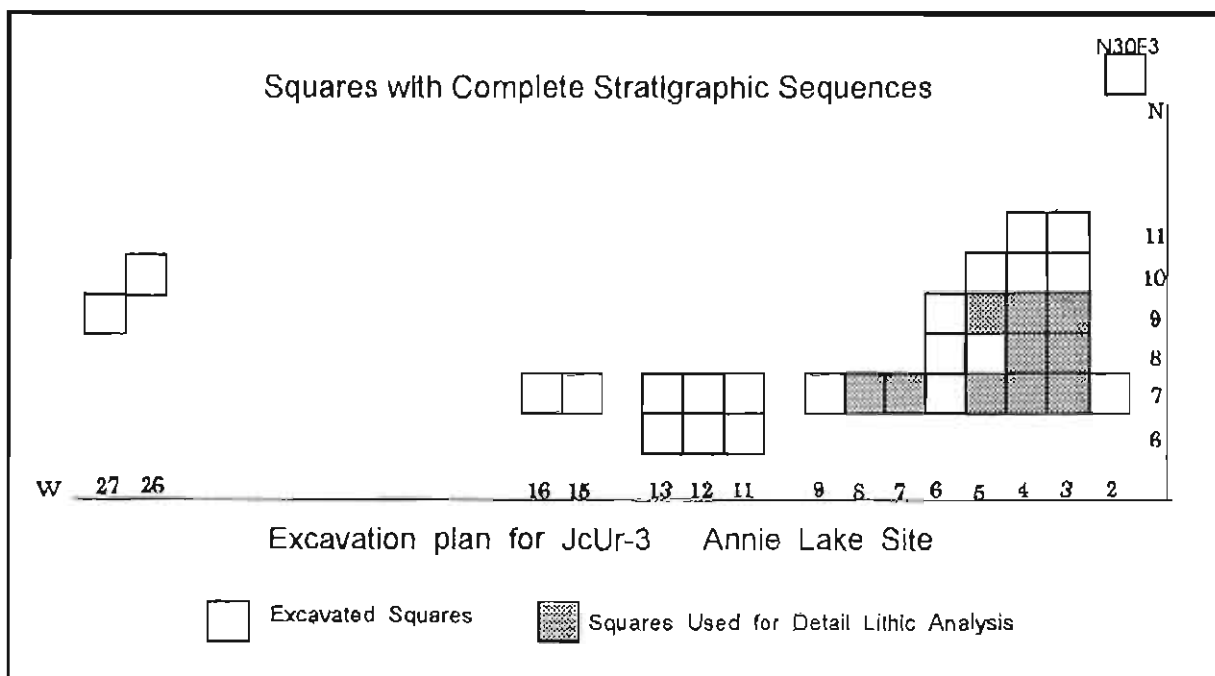 N30E3
Squares with Complete Stratigraphic Sequences
N
11
10
9
8
7
6
W 27 26 16 15 13 12 11 9 8 7 6 5 4 3 2
Excavation plan for JcUr-3 Annie Lake Site
Excavated Squares
Squares Used for Detail Lithic Analysis